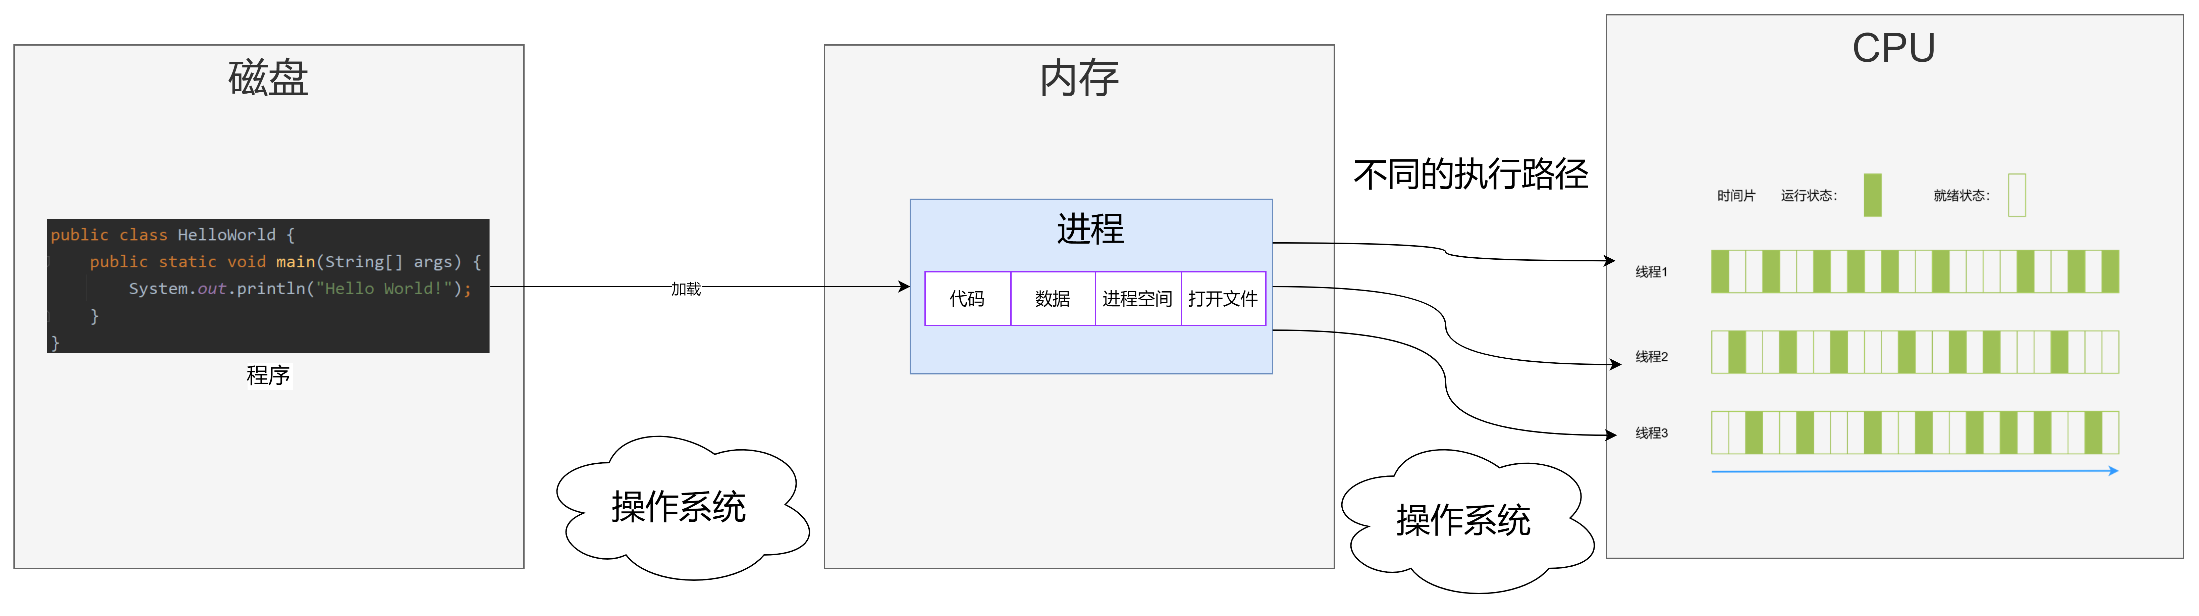 磁盘
public class HelloWorld {
    public static void main(String[] args) {
        System.out.println("Hello World!");
    }
}
程序
加载
操作系统
内存
进程
代码 数据 进程空间 打开文件
不同的执行路径
操作系统
CPU
时间片 运行状态: 就绪状态:
线程1
线程2
线程3